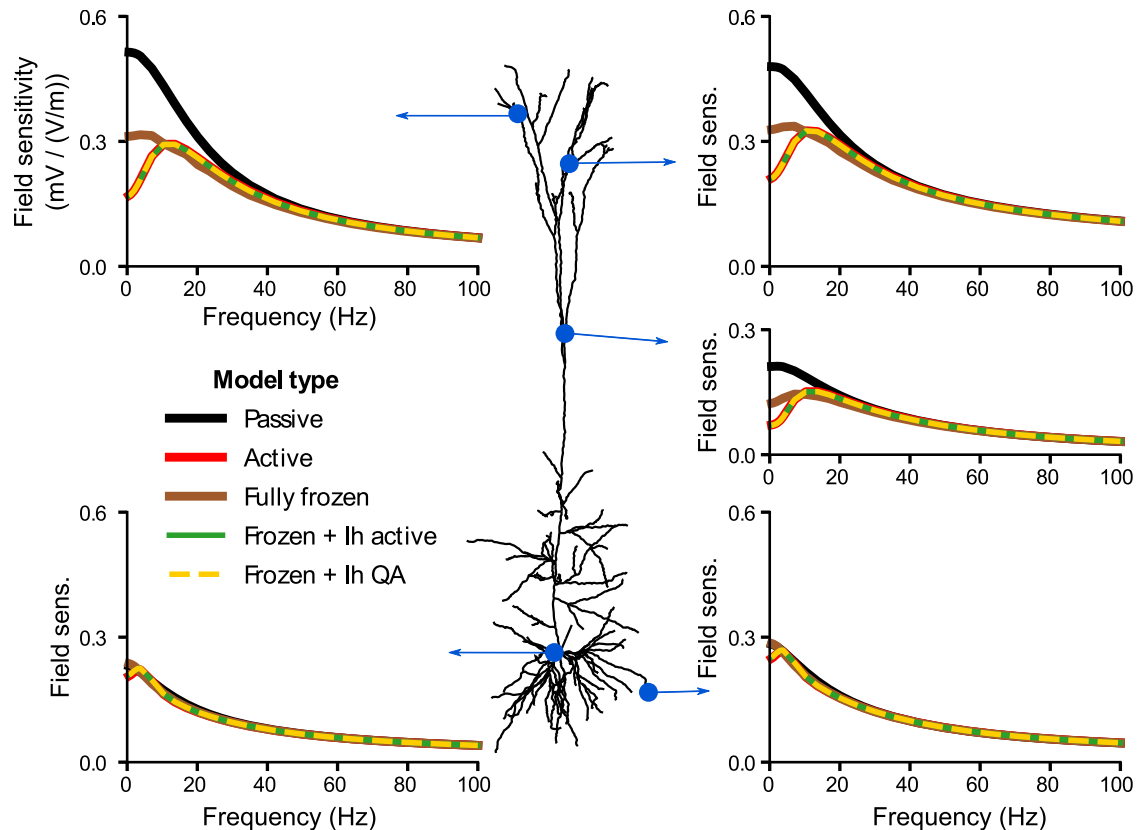 Field sensitivity
(mV / (V/m))
0.6
0.3
0.0
0 20 40 60 80 100
Frequency (Hz)
Field sens.
0.6
0.3
0.0
0 20 40 60 80 100
Field sens.
0.3
0.0
0 20 40 60 80 100
Model type
Passive
Active
Fully frozen
Frozen + Ih active
Frozen + Ih QA
Field sens.
0.6
0.3
0.0
0 20 40 60 80 100
Frequency (Hz)
Field sens.
0.6
0.3
0.0
0 20 40 60 80 100
Frequency (Hz)